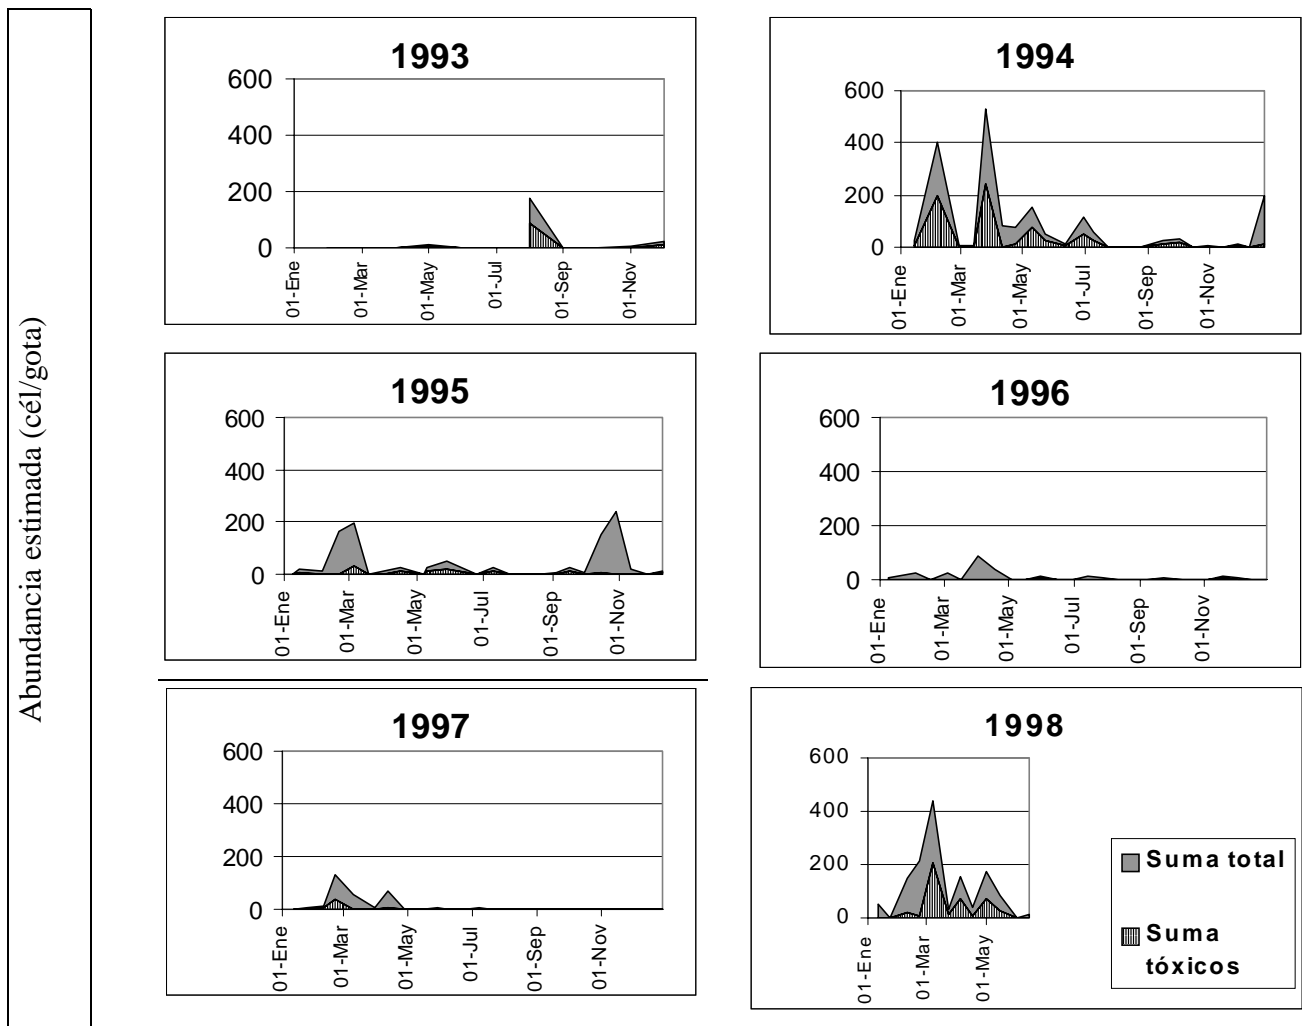 Abundancia estimada (cél/gota)
1993
600
400
200
0
01-Ene
01-Mar
01-May
01-Jul
01-Sep
01-Nov
1994
600
400
200
0
01-Ene
01-Mar
01-May
01-Jul
01-Sep
01-Nov
1995
600
400
200
0
01-Ene
01-Mar
01-May
01-Jul
01-Sep
01-Nov
1996
600
400
200
0
01-Ene
01-Mar
01-May
01-Jul
01-Sep
01-Nov
1997
600
400
200
0
01-Ene
01-Mar
01-May
01-Jul
01-Sep
01-Nov
1998
600
400
200
0
01-Ene
01-Mar
01-May
Suma total
Suma
tóxicos